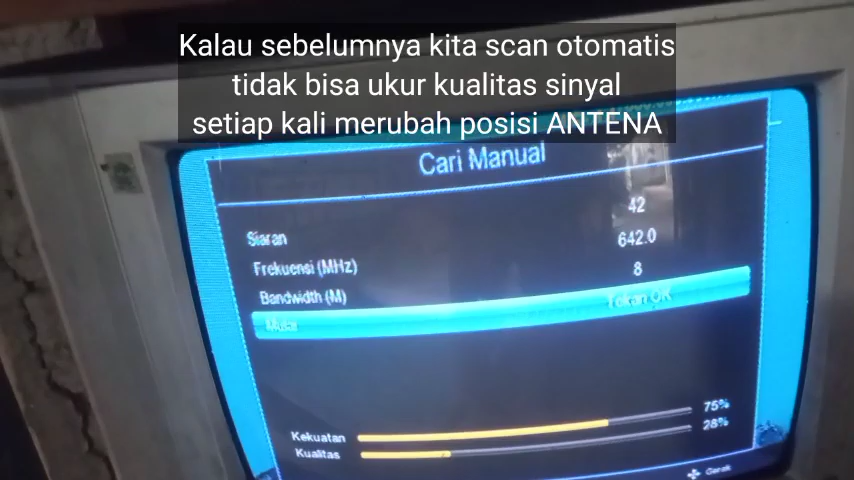 Kalau sebelumnya kita scan otomatis
tidak bisa ukur kualitas sinyal
setiap kali merubah posisi ANTENA
Cari Manual
Siaran 42
Frekuensi (MHz) 642.0
Bandwidth (M) 8
Mulai Tekan OK
Kekuatan 75%
Kualitas 28%
Gerak